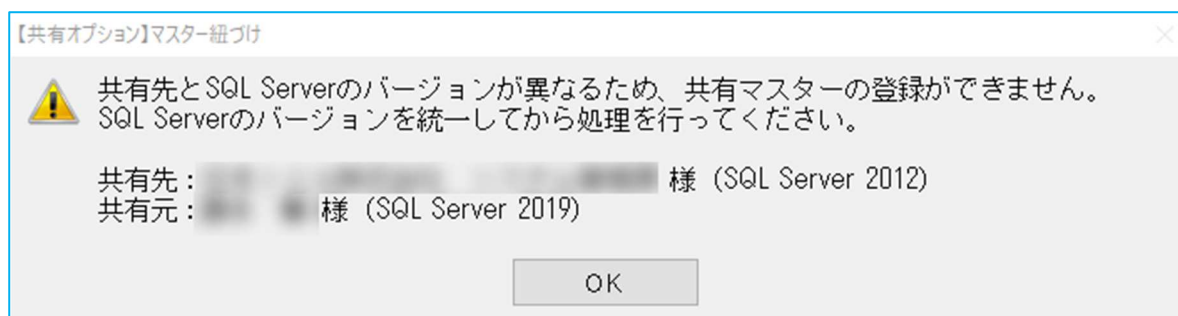 【共有オプション】マスター紐づけ
共有先とSQL Serverのバージョンが異なるため、共有マスターの登録ができません。
SQL Serverのバージョンを統一してから処理を行ってください。
共有先： 様 (SQL Server 2012)
共有元： 様 (SQL Server 2019)
OK